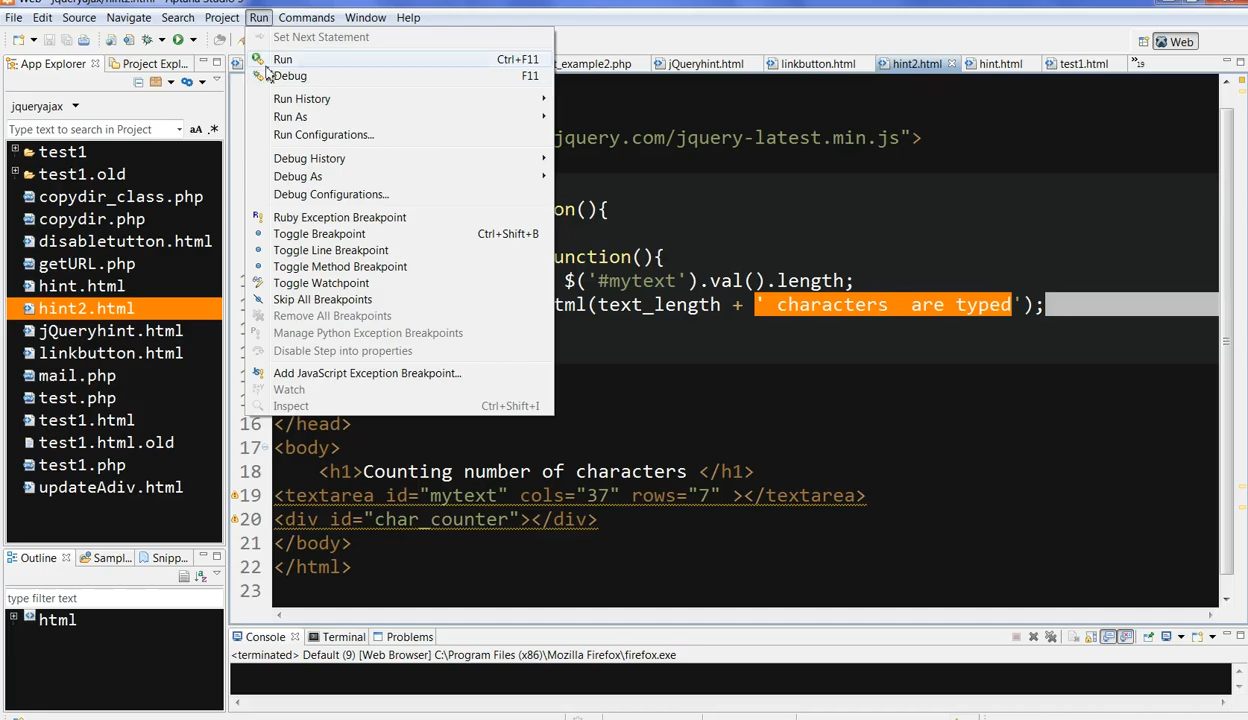 Web - jqueryajax/hint2.html - Aptana Studio 3
File Edit Source Navigate Search Project Run Commands Window Help
Web
App Explorer Project Expl...
jqueryajax
Type text to search in Project aA .*
test1
test1.old
copydir_class.php
copydir.php
disabletutton.html
getURL.php
hint.html
hint2.html
jQueryhint.html
linkbutton.html
mail.php
test.php
test1.html
test1.html.old
test1.php
updateAdiv.html
Outline Sampl... Snipp...
type filter text
html
Set Next Statement
Run Ctrl+F11
Debug F11
Run History
Run As
Run Configurations...
Debug History
Debug As
Debug Configurations...
Ruby Exception Breakpoint
Toggle Breakpoint Ctrl+Shift+B
Toggle Line Breakpoint
Toggle Method Breakpoint
Toggle Watchpoint
Skip All Breakpoints
Remove All Breakpoints
Manage Python Exception Breakpoints
Disable Step into properties
Add JavaScript Exception Breakpoint...
Watch
Inspect Ctrl+Shift+I
t_example2.php jQueryhint.html linkbutton.html hint2.html hint.html test1.html »19
jquery.com/jquery-latest.min.js">
on(){
unction(){
$('#mytext').val().length;
tml(text_length + ' characters  are typed');
16 </head>
17 <body>
18 <h1>Counting number of characters </h1>
19 <textarea id="mytext" cols="37" rows="7" ></textarea>
20 <div id="char_counter"></div>
21 </body>
22 </html>
23
Console Terminal Problems
<terminated> Default (9) [Web Browser] C:\Program Files (x86)\Mozilla Firefox\firefox.exe